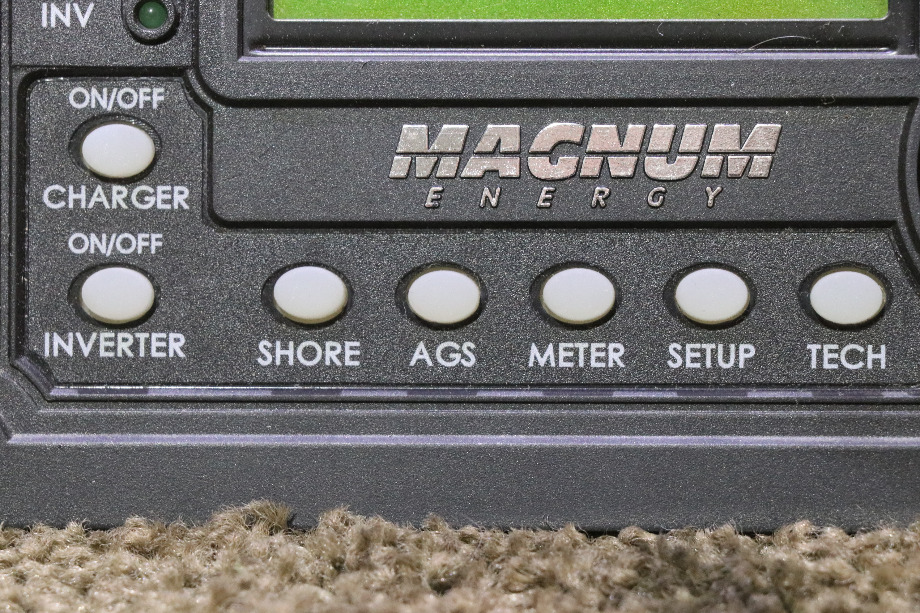 INV
ON/OFF
CHARGER
MAGNUM
ENERGY
ON/OFF
INVERTER
SHORE AGS METER SETUP TECH